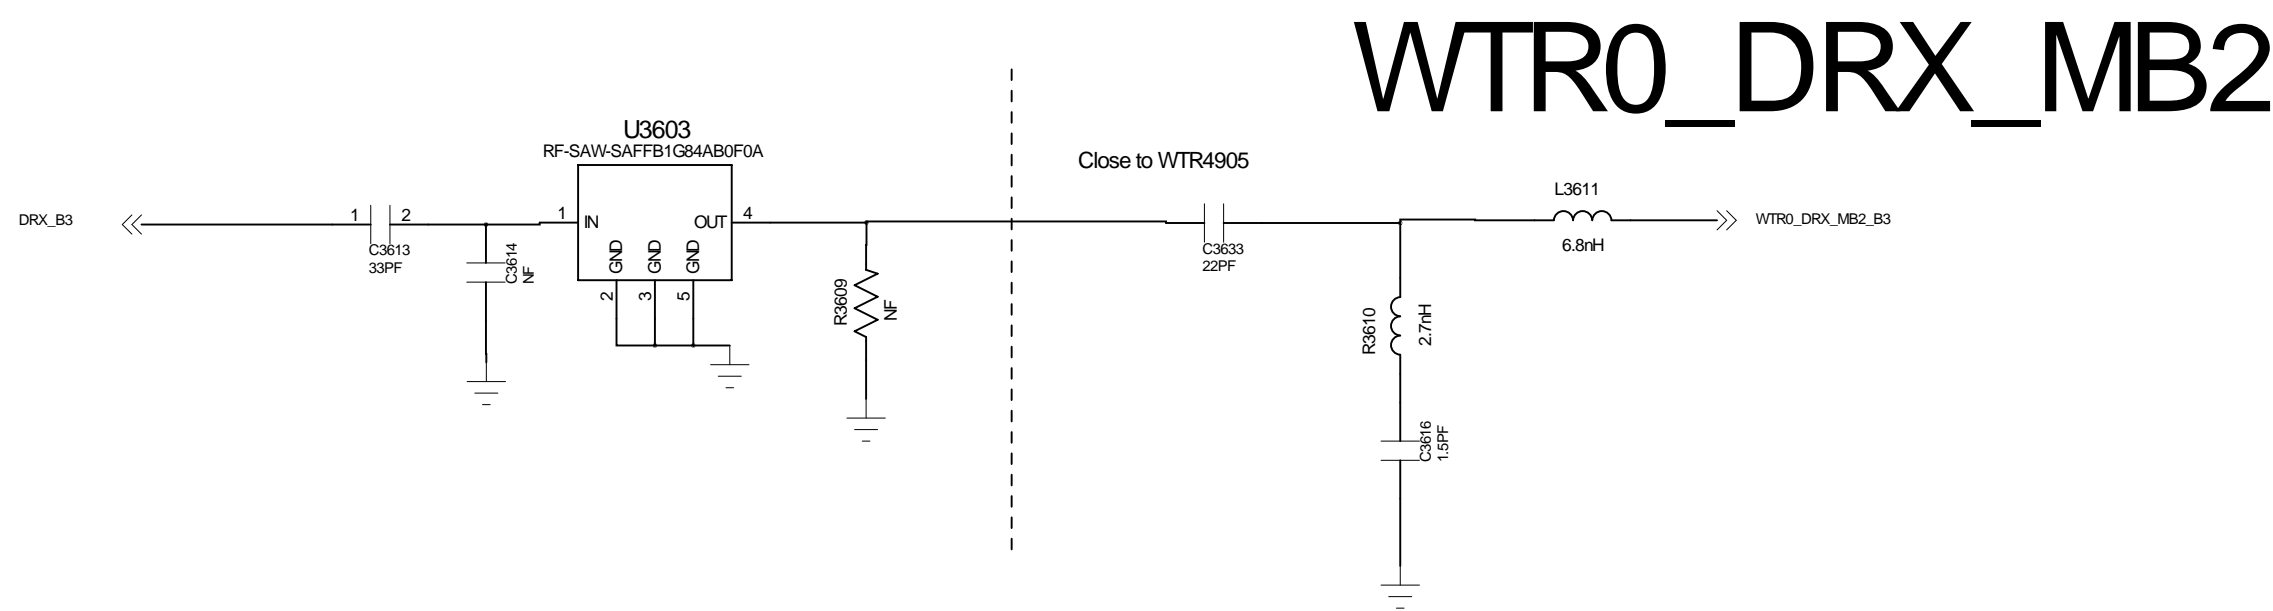 WTR0_DRX_MB2
U3603
RF-SAW-SAFFB1G84AB0F0A
Close to WTR4905
L3611
DRX_B3
1
2
1
IN
OUT
4
WTR0_DRX_MB2_B3
C3613
33PF
C3614
NF
GND
GND
GND
2
3
5
C3633
22PF
6.8nH
R3609
NF
R3610
2.7nH
C3616
1.5PF